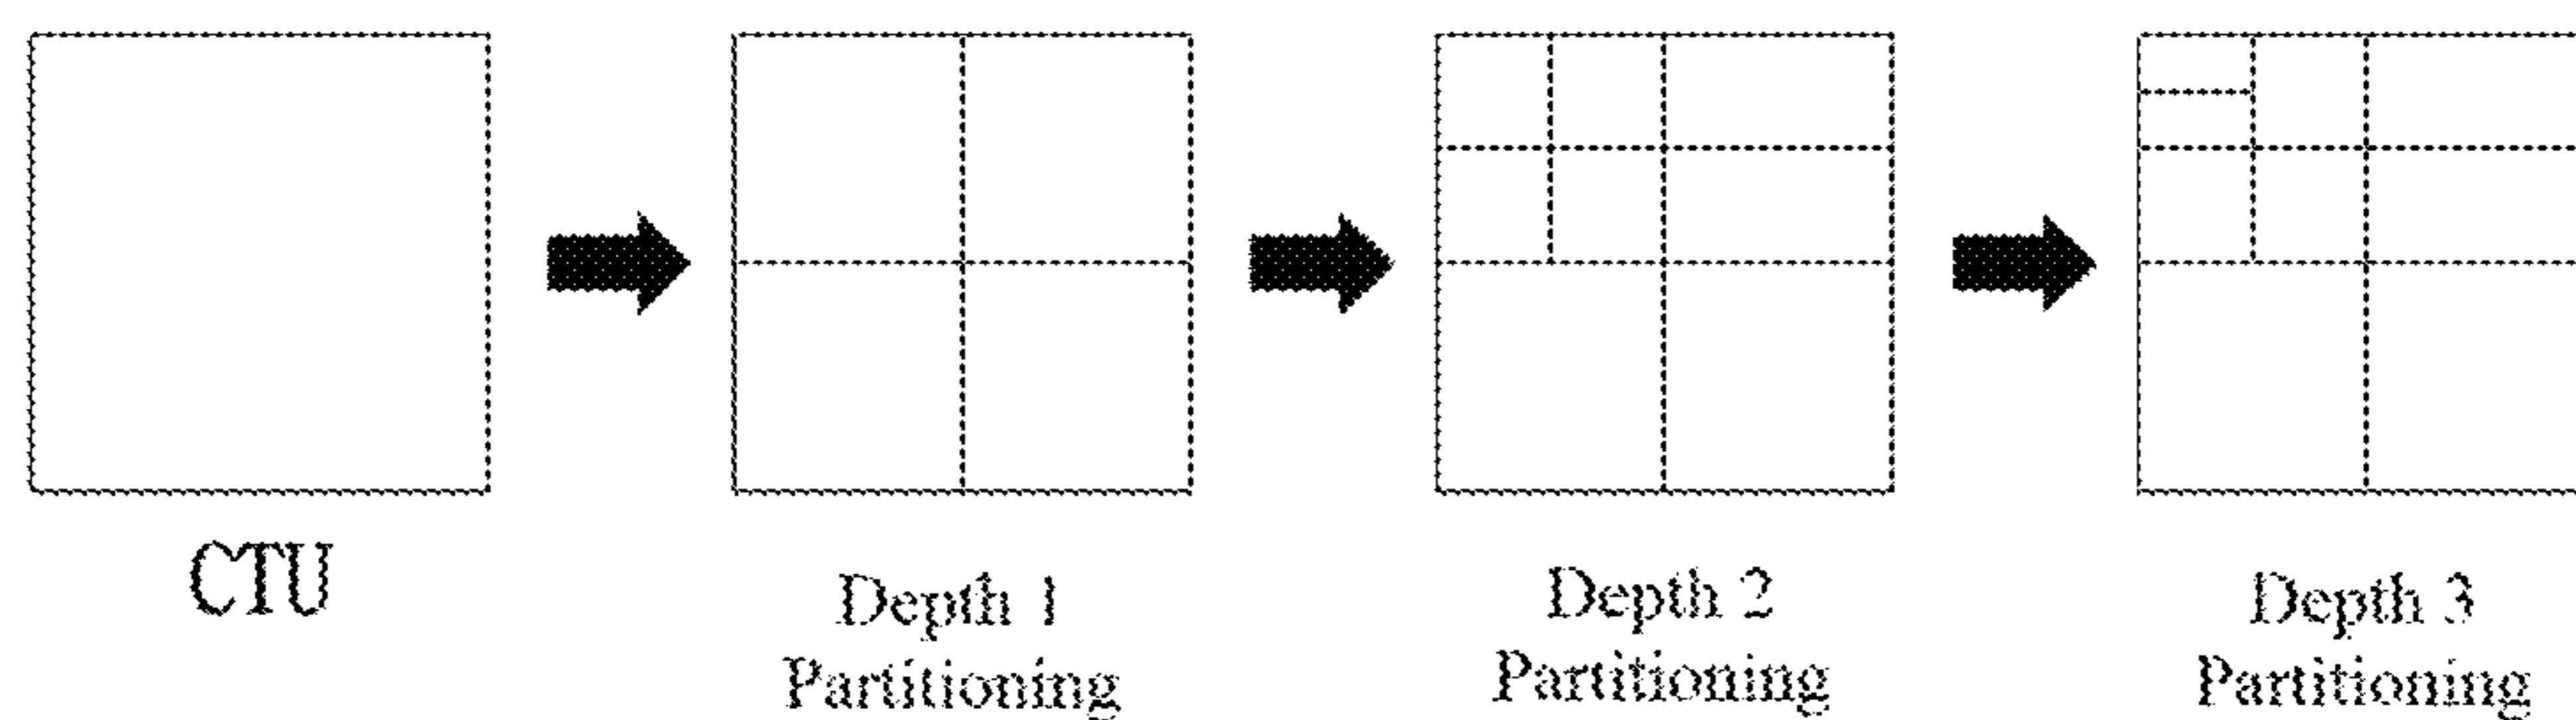 CTU
Depth 1
Partitioning
Depth 2
Partitioning
Depth 3
Partitioning